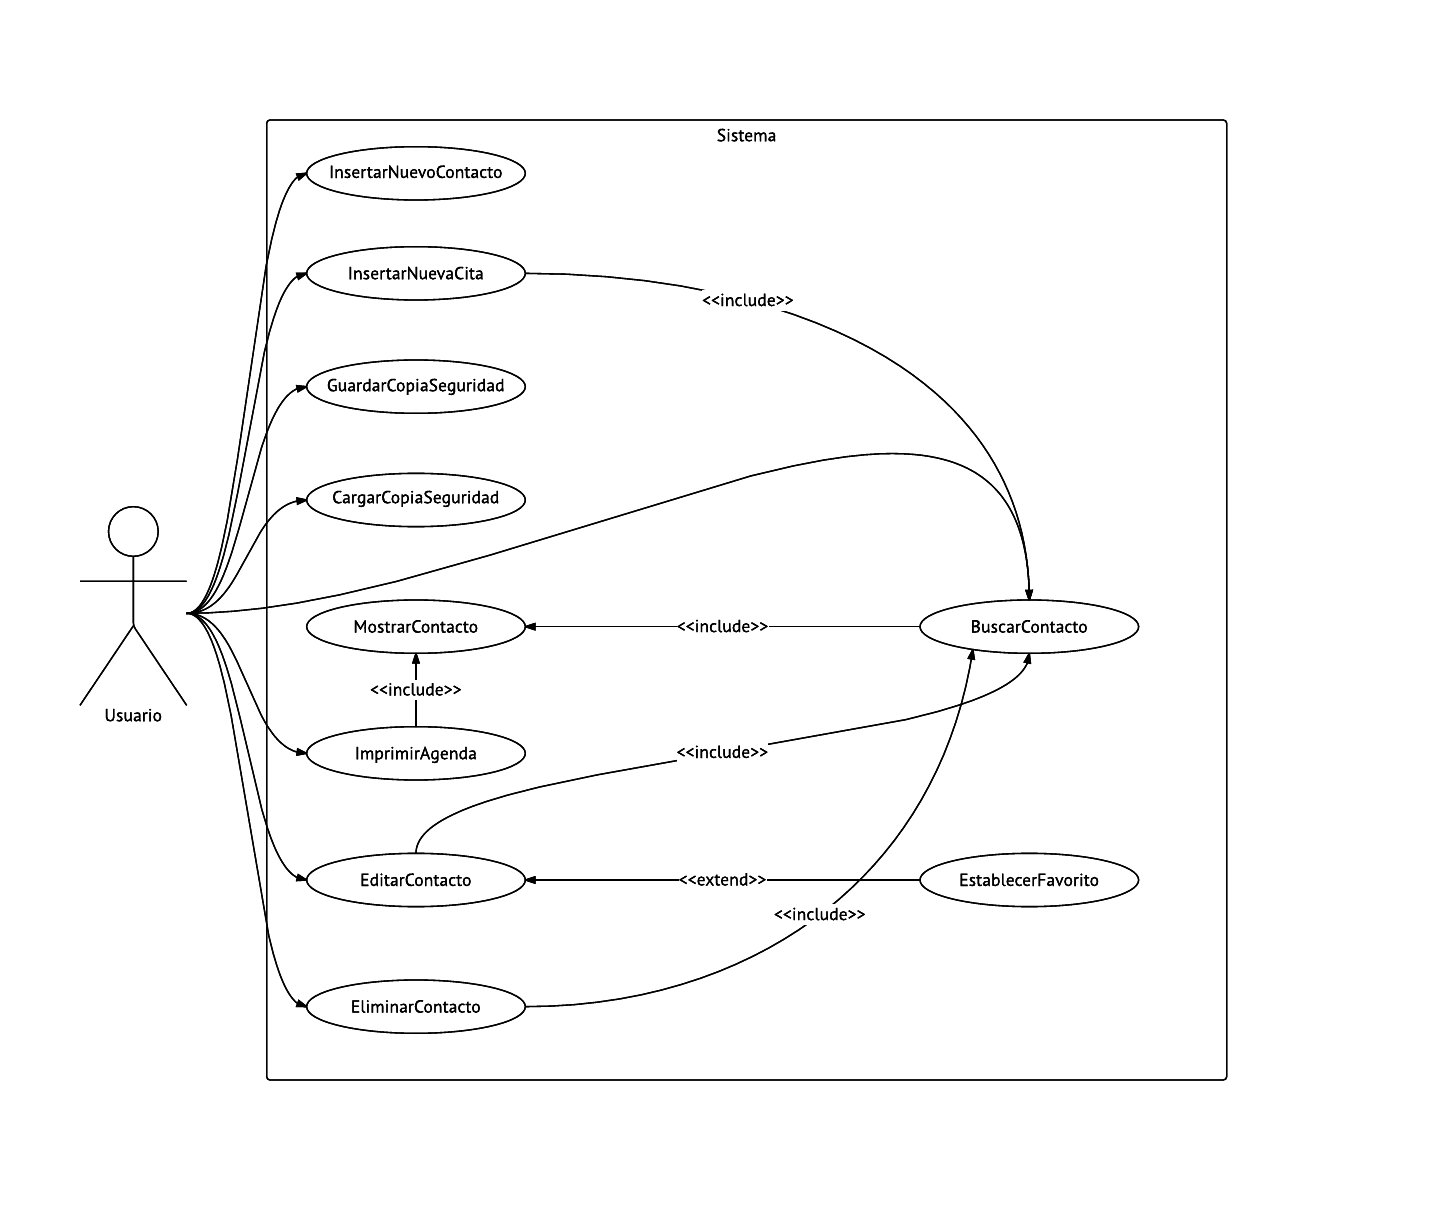 Sistema
InsertarNuevoContacto
InsertarNuevaCita
<<include>>
GuardarCopiaSeguridad
CargarCopiaSeguridad
MostrarContacto
<<include>>
BuscarContacto
<<include>>
Usuario
ImprimirAgenda
<<include>>
EditarContacto
<<extend>>
EstablecerFavorito
<<include>>
EliminarContacto